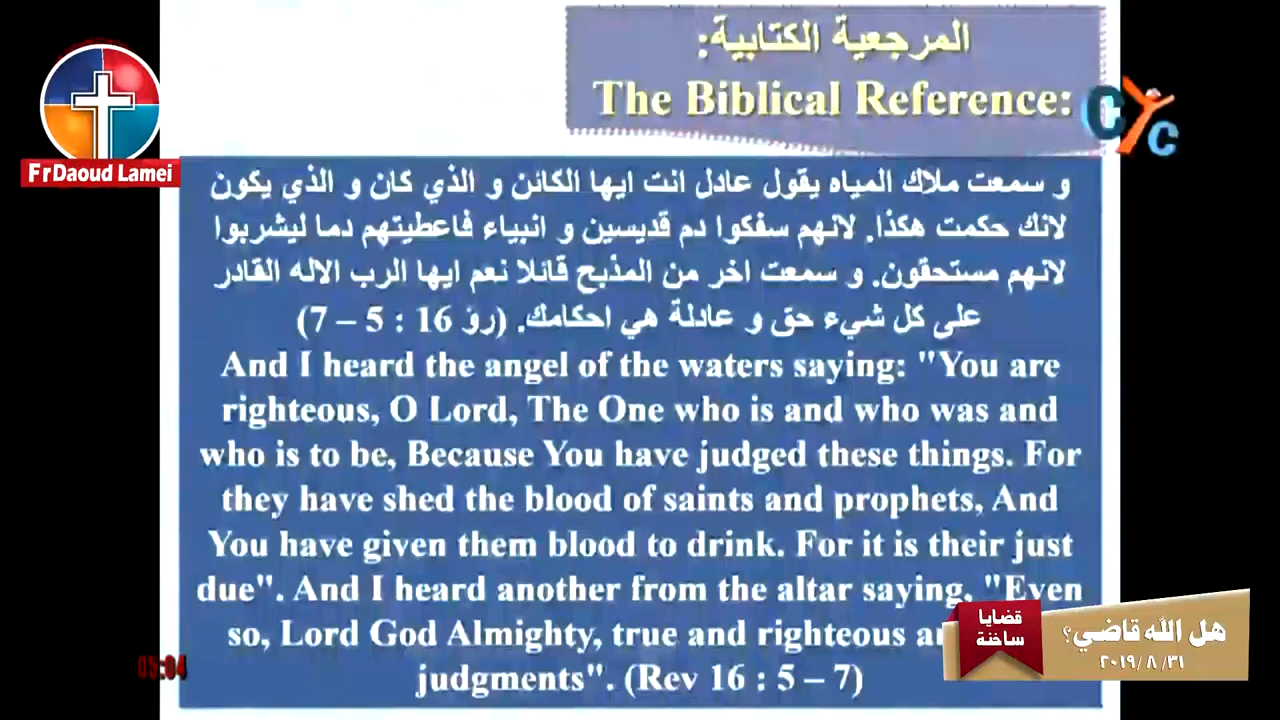 المرجعية الكتابية:
The Biblical Reference:
CYC
FrDaoud Lamei
و سمعت ملاك المياه يقول عادل انت ايها الكائن و الذي كان و الذي يكون
لانك حكمت هكذا. لانهم سفكوا دم قديسين و انبياء فاعطيتهم دما ليشربوا
لانهم مستحقون. و سمعت اخر من المذبح قائلا نعم ايها الرب الاله القادر
على كل شيء حق و عادلة هي احكامك. (رؤ 16 : 5 – 7)
And I heard the angel of the waters saying: "You are
righteous, O Lord, The One who is and who was and
who is to be, Because You have judged these things. For
they have shed the blood of saints and prophets, And
You have given them blood to drink. For it is their just
due". And I heard another from the altar saying, "Even
so, Lord God Almighty, true and righteous
judgments". (Rev 16 : 5 – 7)
قضايا
ساخنة
هل الله قاضي؟
٢٠١٩/ ٨ /٣١
05:04